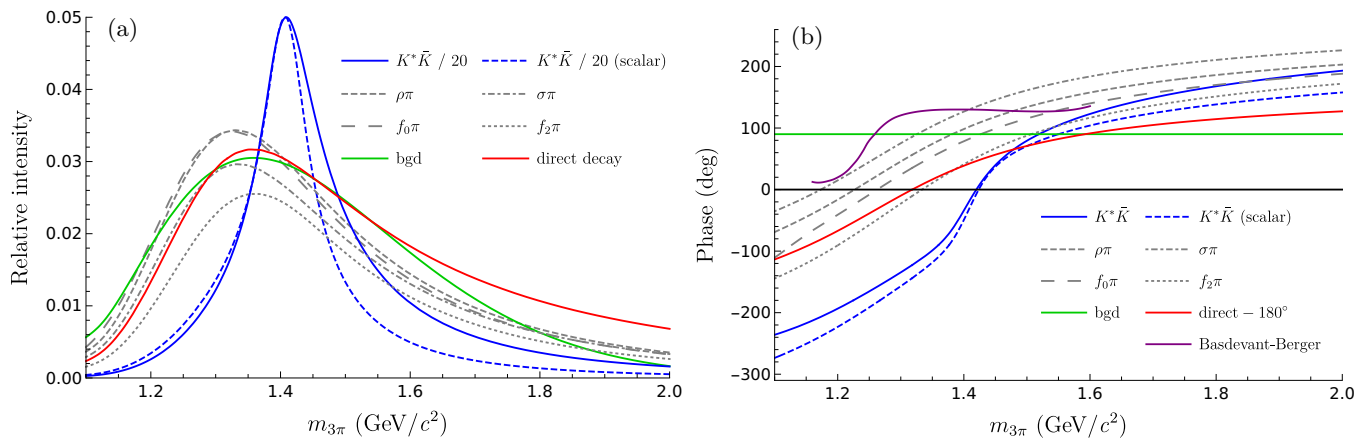 (a)
0.05
0.04
0.03
0.02
0.01
0.00
Relative intensity
K*K̄ / 20
K*K̄ / 20 (scalar)
ρπ
σπ
f₀π
f₂π
bgd
direct decay
1.2
1.4
1.6
1.8
2.0
m₃π (GeV/c²)
(b)
200
100
0
−100
−200
−300
Phase (deg)
K*K̄
K*K̄ (scalar)
ρπ
σπ
f₀π
f₂π
bgd
direct − 180°
Basdevant-Berger
1.2
1.4
1.6
1.8
2.0
m₃π (GeV/c²)